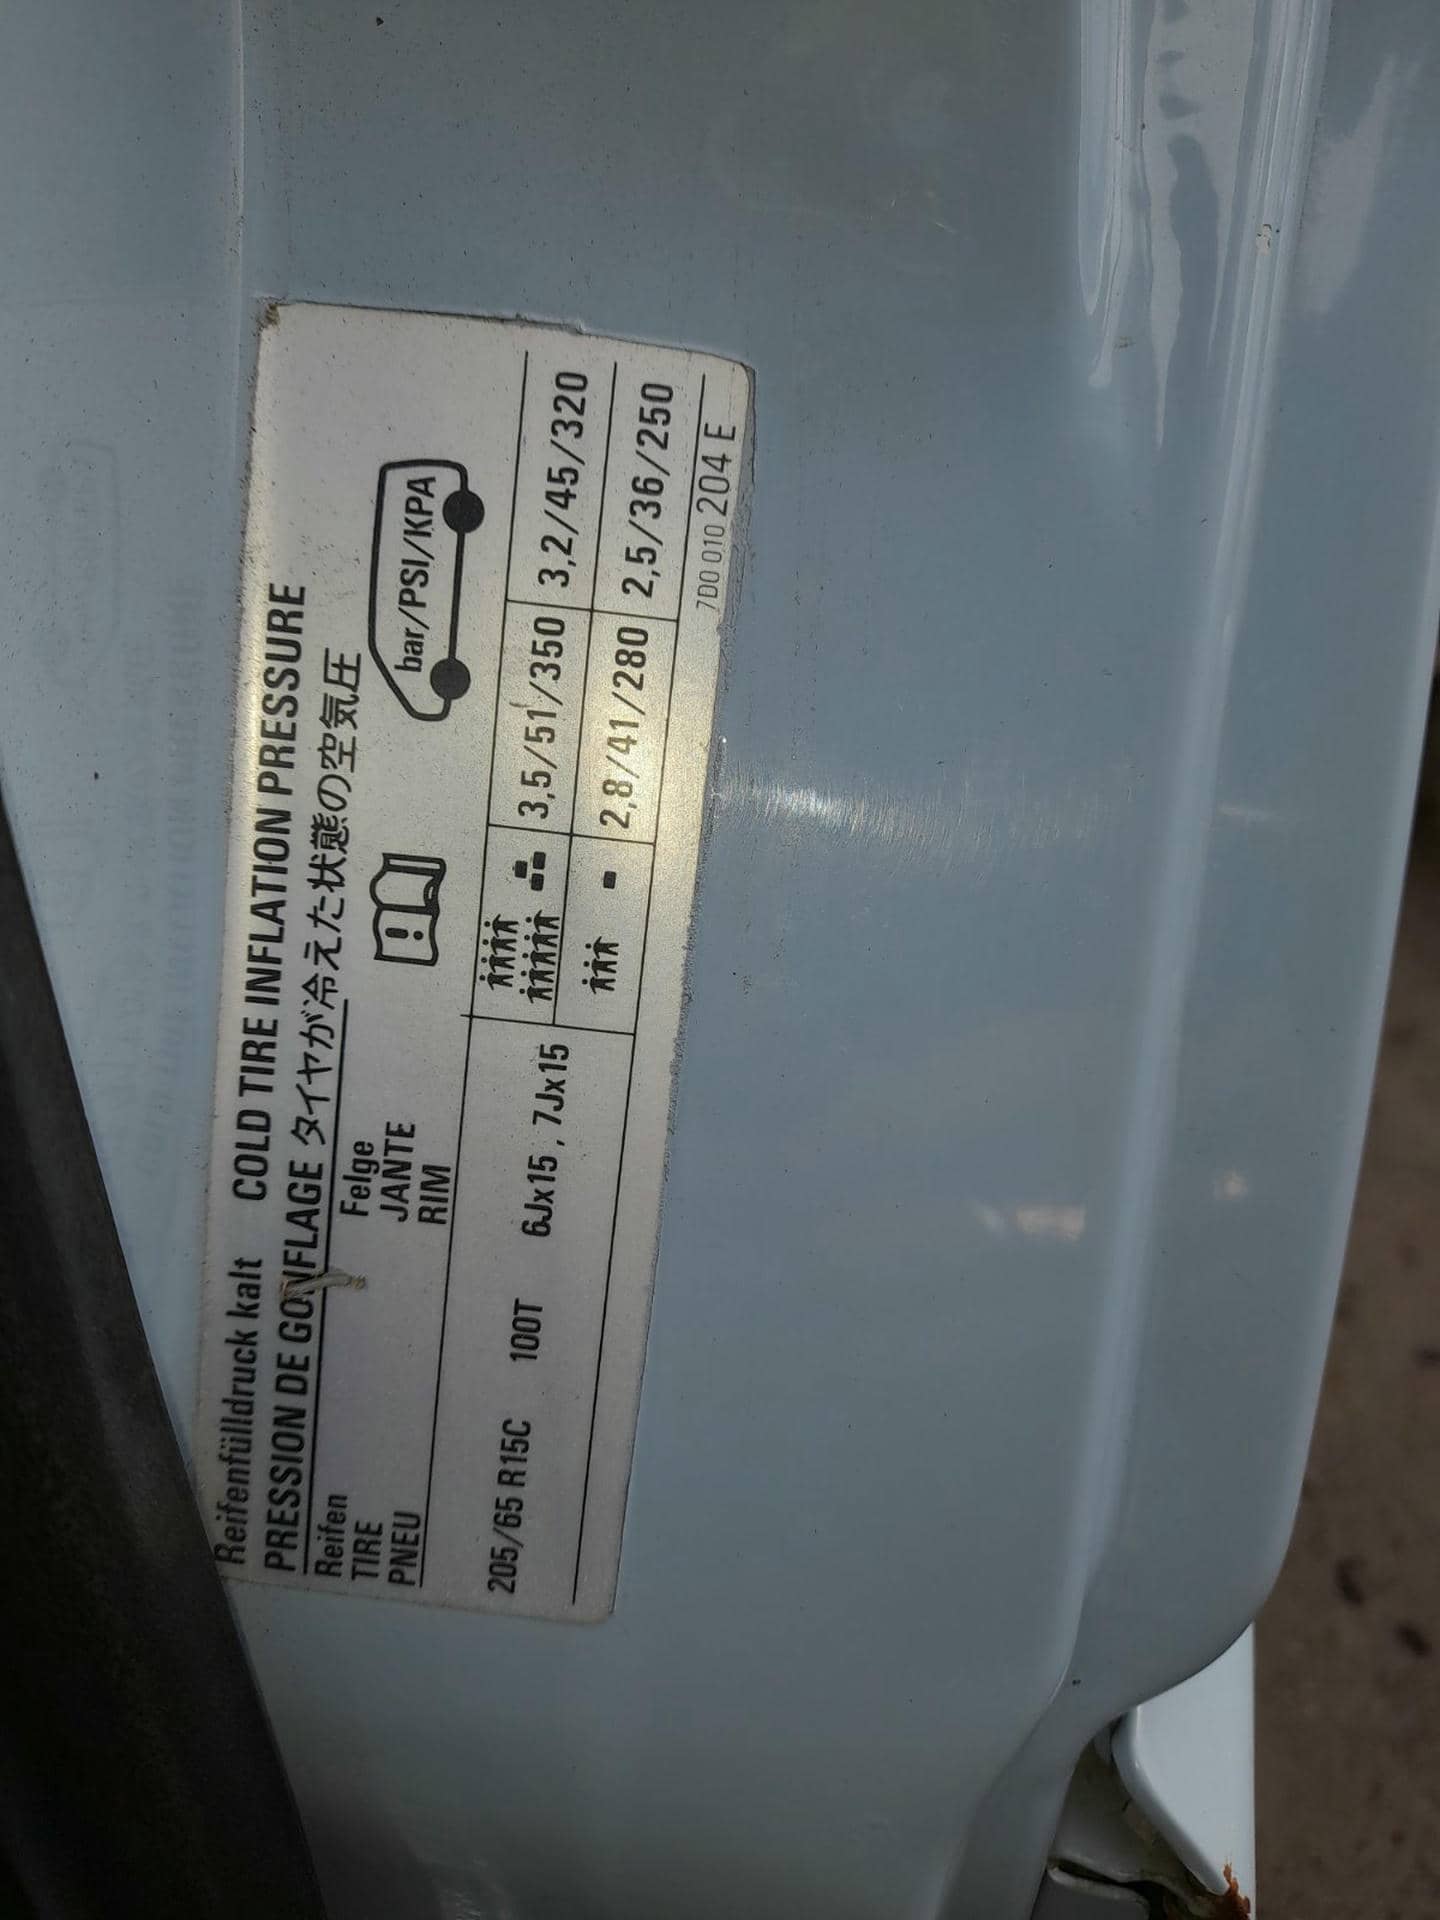 Reifenfülldruck kalt COLD TIRE INFLATION PRESSURE
PRESSION DE GONFLAGE タイヤが冷えた状態の空気圧
Reifen Felge
TIRE JANTE
PNEU RIM
bar/PSI/KPA
205/65 R15C 100T 6Jx15 , 7Jx15
3,5/51/350 3,2/45/320
2,8/41/280 2,5/36/250
7D0 010 204 E